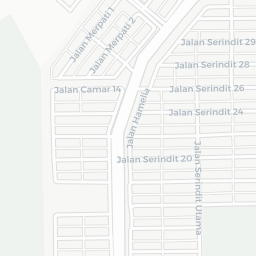 Jalan Merpati 1
Jalan Merpati 2
Jalan Serindit 29
Jalan Serindit 28
Jalan Camar 14
Jalan Serindit 26
Jalan Hamelia
Jalan Serindit 24
Jalan Serindit 20
Jalan Serindit Utama